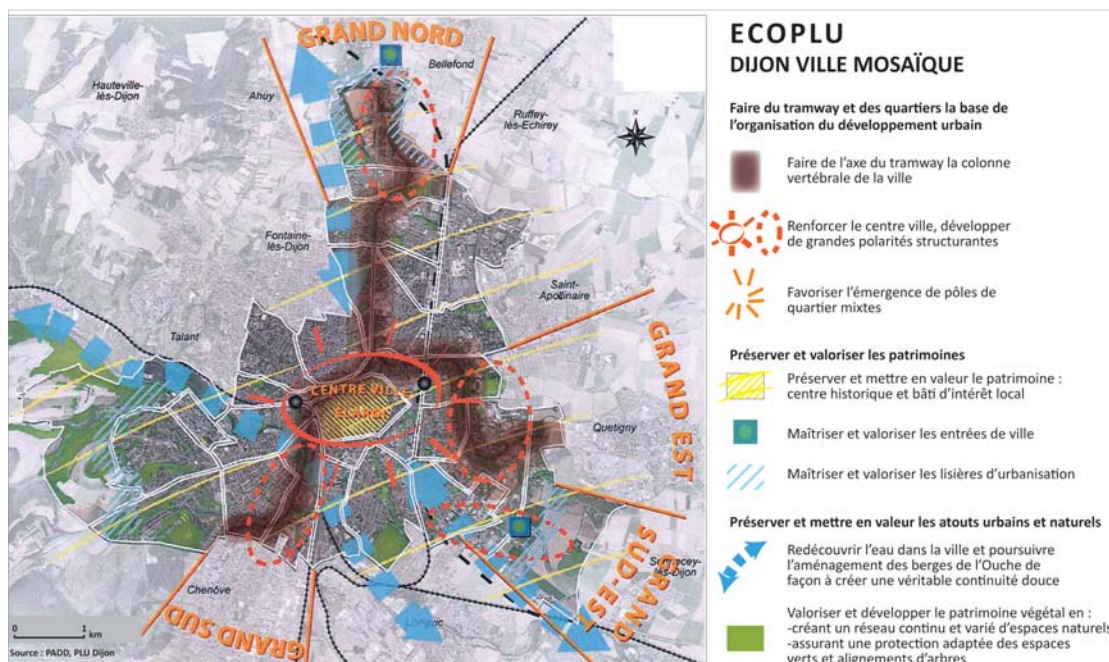 GRAND NORD
Bellefond
Hauteville-
lès-Dijon
Ahuy
Ruffey-
lès-Echirey
N
Fontaine-
lès-Dijon
Saint-
Apollinaire
Talant
GRAND EST
CENTRE VILLE
ÉLARGI
Quetigny
GRAND
SUD-EST
lès-Dijon
Chenôve
GRAND SUD
Longvic
0 1
km
Source : PADD, PLU Dijon
ECOPLU
DIJON VILLE MOSAÏQUE
Faire du tramway et des quartiers la base de
l'organisation du développement urbain
Faire de l'axe du tramway la colonne
vertébrale de la ville
Renforcer le centre ville, développer
de grandes polarités structurantes
Favoriser l'émergence de pôles de
quartier mixtes
Préserver et valoriser les patrimoines
Préserver et mettre en valeur le patrimoine :
centre historique et bâti d'intérêt local
Maîtriser et valoriser les entrées de ville
Maîtriser et valoriser les lisières d'urbanisation
Préserver et mettre en valeur les atouts urbains et naturels
Redécouvrir l'eau dans la ville et poursuivre
l'aménagement des berges de l'Ouche de
façon à créer une véritable continuité douce
Valoriser et développer le patrimoine végétal en :
-créant un réseau continu et varié d'espaces naturels
-assurant une protection adaptée des espaces
verts et alignements d'arbres